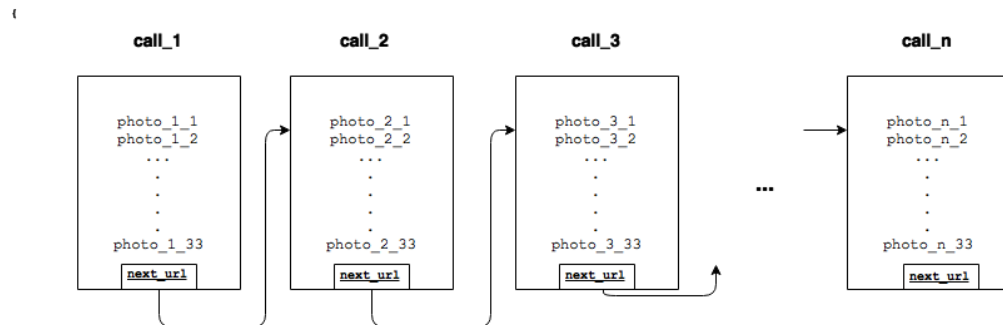 {
call_1
call_2
call_3
call_n
photo_1_1
photo_1_2
...
.
.
.
.
photo_1_33
next_url
photo_2_1
photo_2_2
...
.
.
.
.
photo_2_33
next_url
photo_3_1
photo_3_2
...
.
.
.
.
photo_3_33
next_url
...
photo_n_1
photo_n_2
...
.
.
.
.
photo_n_33
next_url